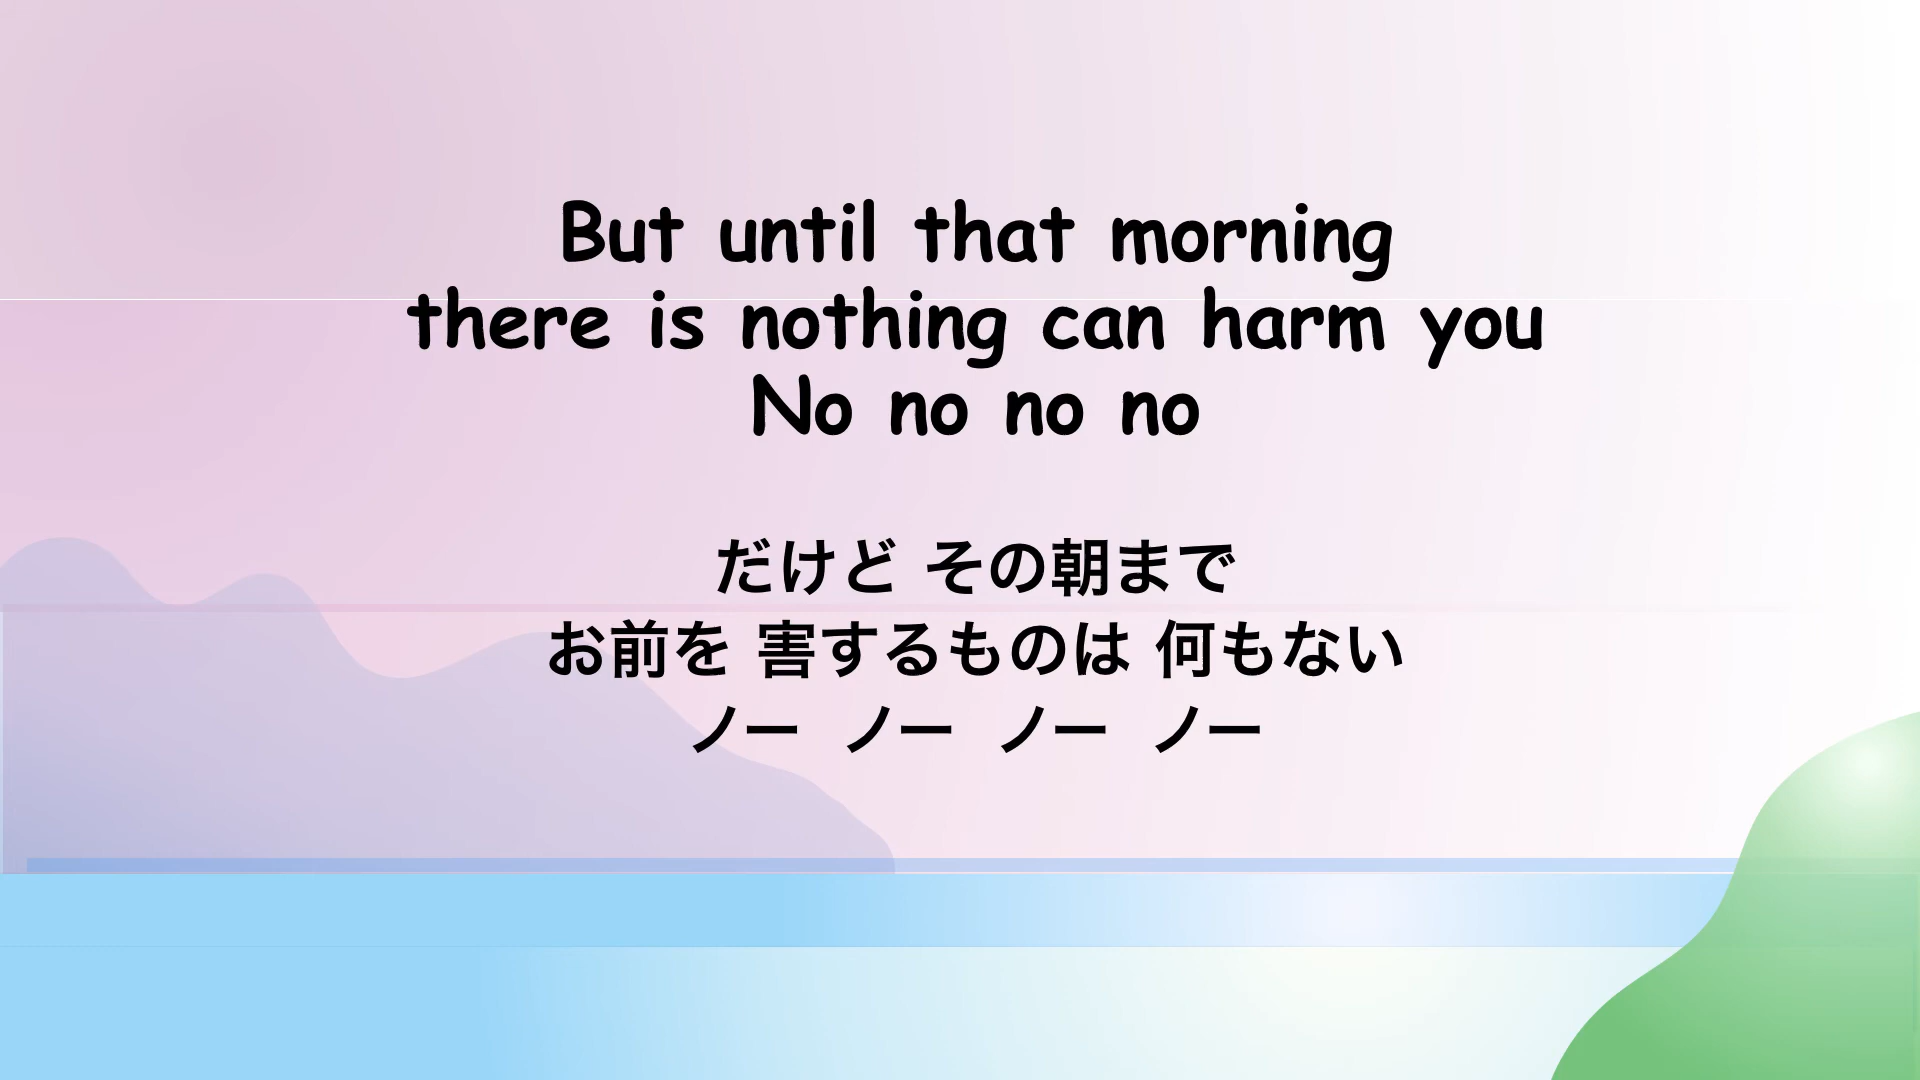 But until that morning
there is nothing can harm you
No no no no
だけど その朝まで
お前を 害するものは 何もない
ノー ノー ノー ノー